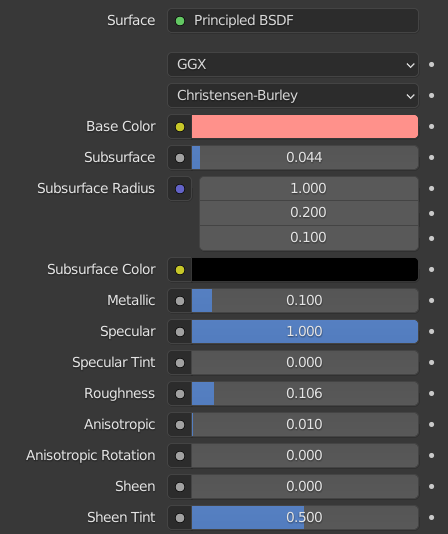 Surface Principled BSDF
GGX
Christensen-Burley
Base Color
Subsurface 0.044
Subsurface Radius 1.000
0.200
0.100
Subsurface Color
Metallic 0.100
Specular 1.000
Specular Tint 0.000
Roughness 0.106
Anisotropic 0.010
Anisotropic Rotation 0.000
Sheen 0.000
Sheen Tint 0.500